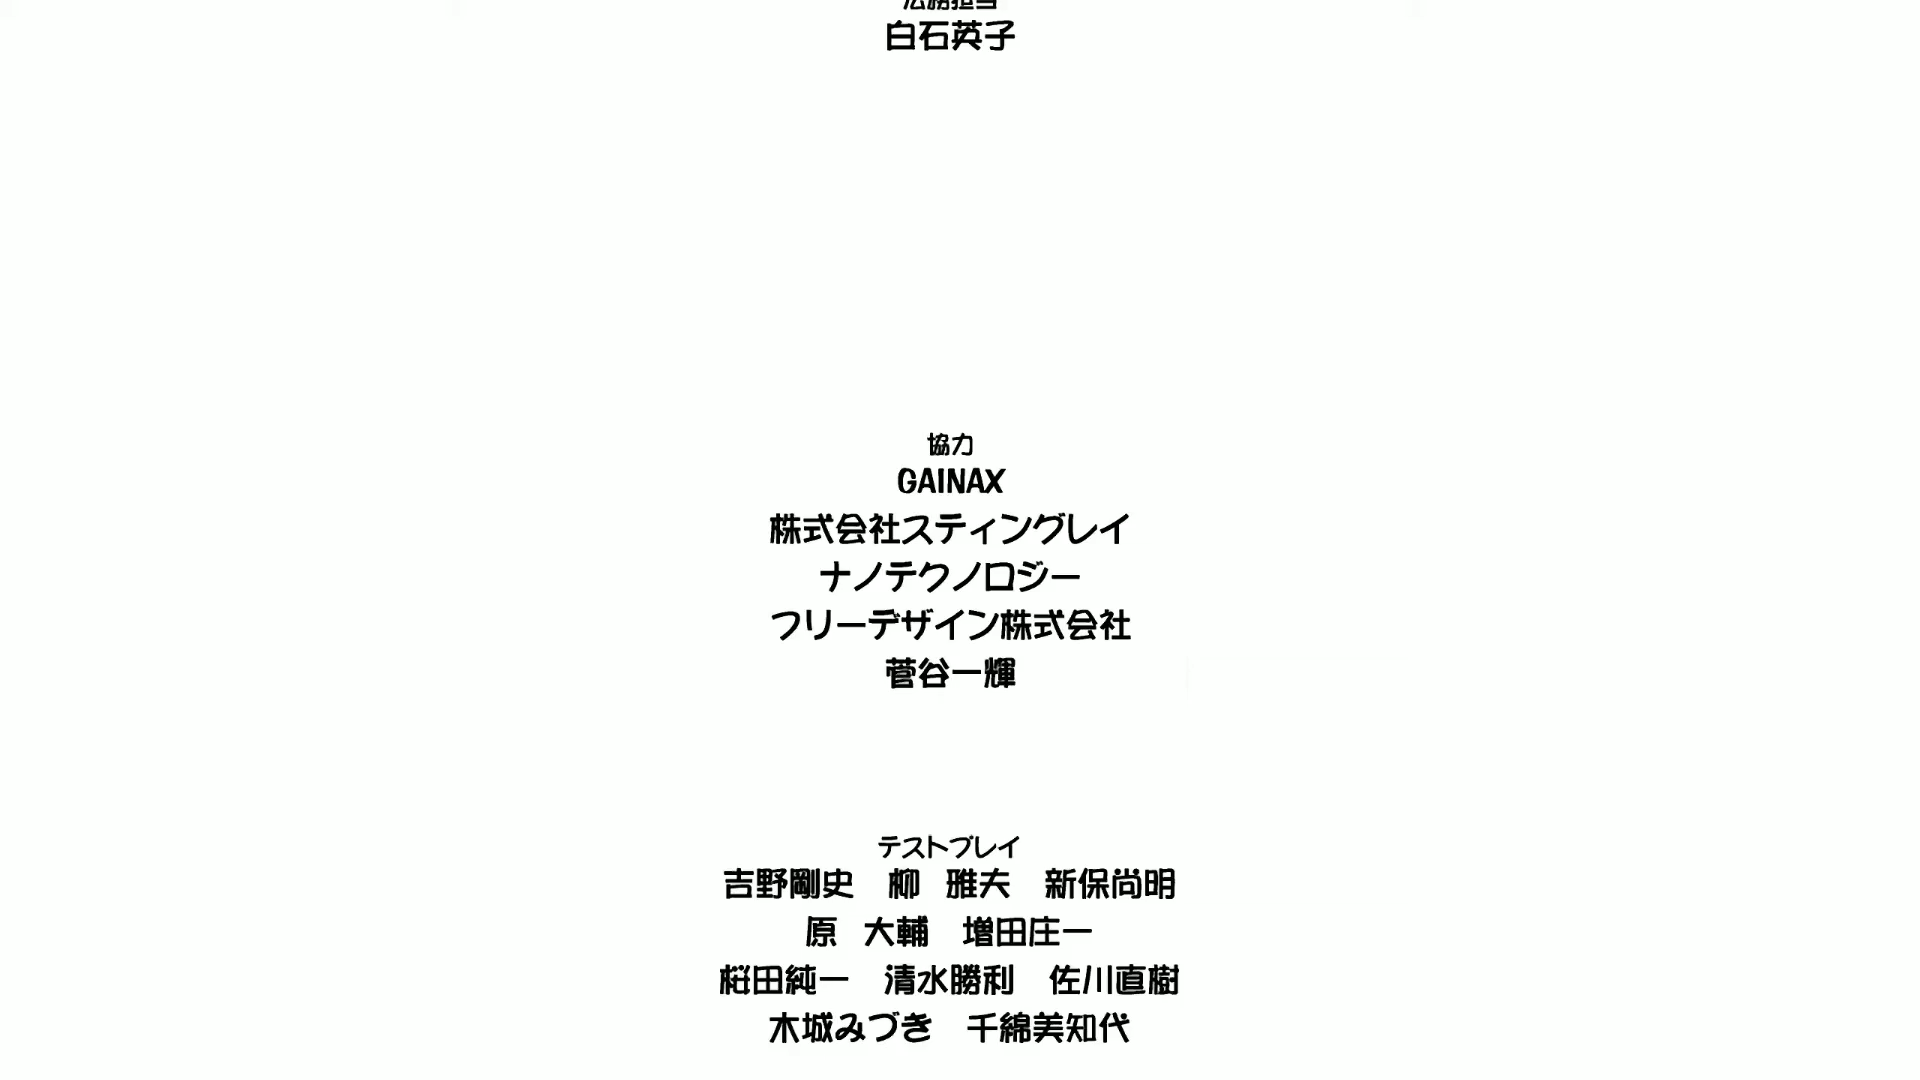 法務担当
白石英子
協力
GAINAX
株式会社スティングレイ
ナノテクノロジー
フリーデザイン株式会社
菅谷一輝
テストプレイ
吉野剛史　柳　雅夫　新保尚明
原　大輔　増田庄一
桜田純一　清水勝利　佐川直樹
木城みづき　千綿美知代